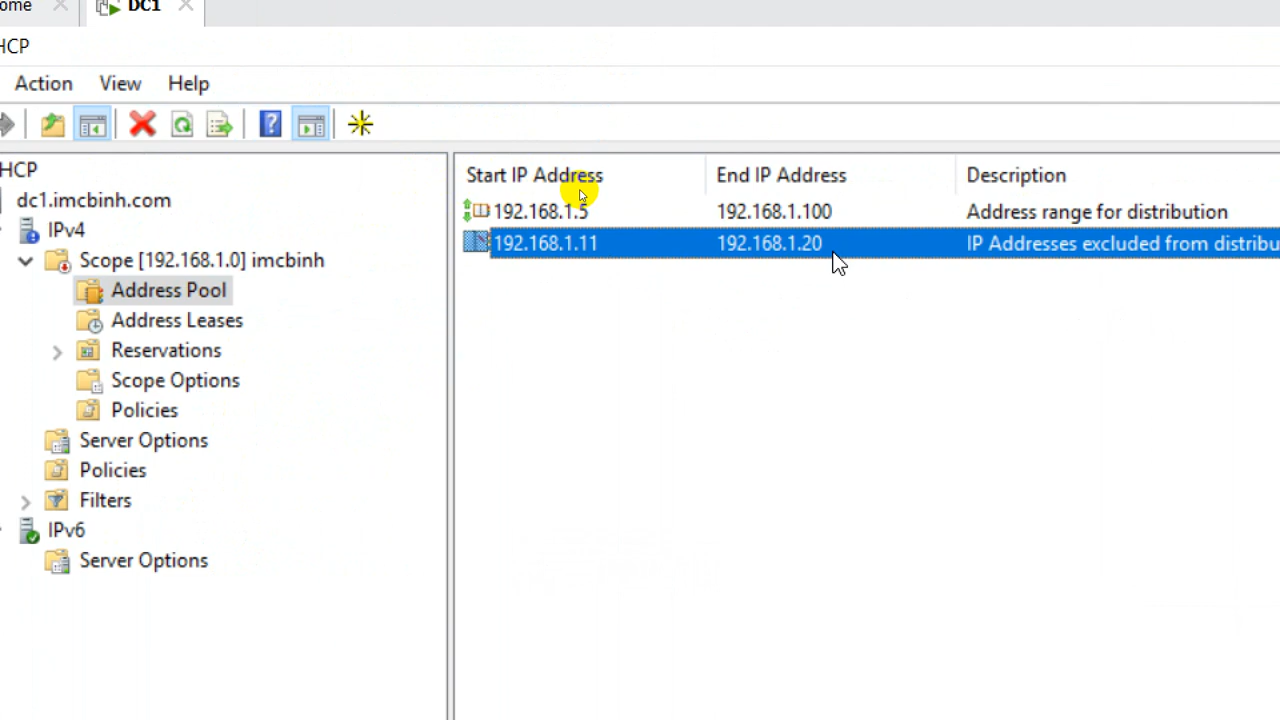 ome DC1
HCP
Action View Help
HCP
Start IP Address End IP Address Description
dc1.imcbinh.com
192.168.1.5 192.168.1.100 Address range for distribution
IPv4
192.168.1.11 192.168.1.20 IP Addresses excluded from distribu
Scope [192.168.1.0] imcbinh
Address Pool
Address Leases
Reservations
Scope Options
Policies
Server Options
Policies
Filters
IPv6
Server Options